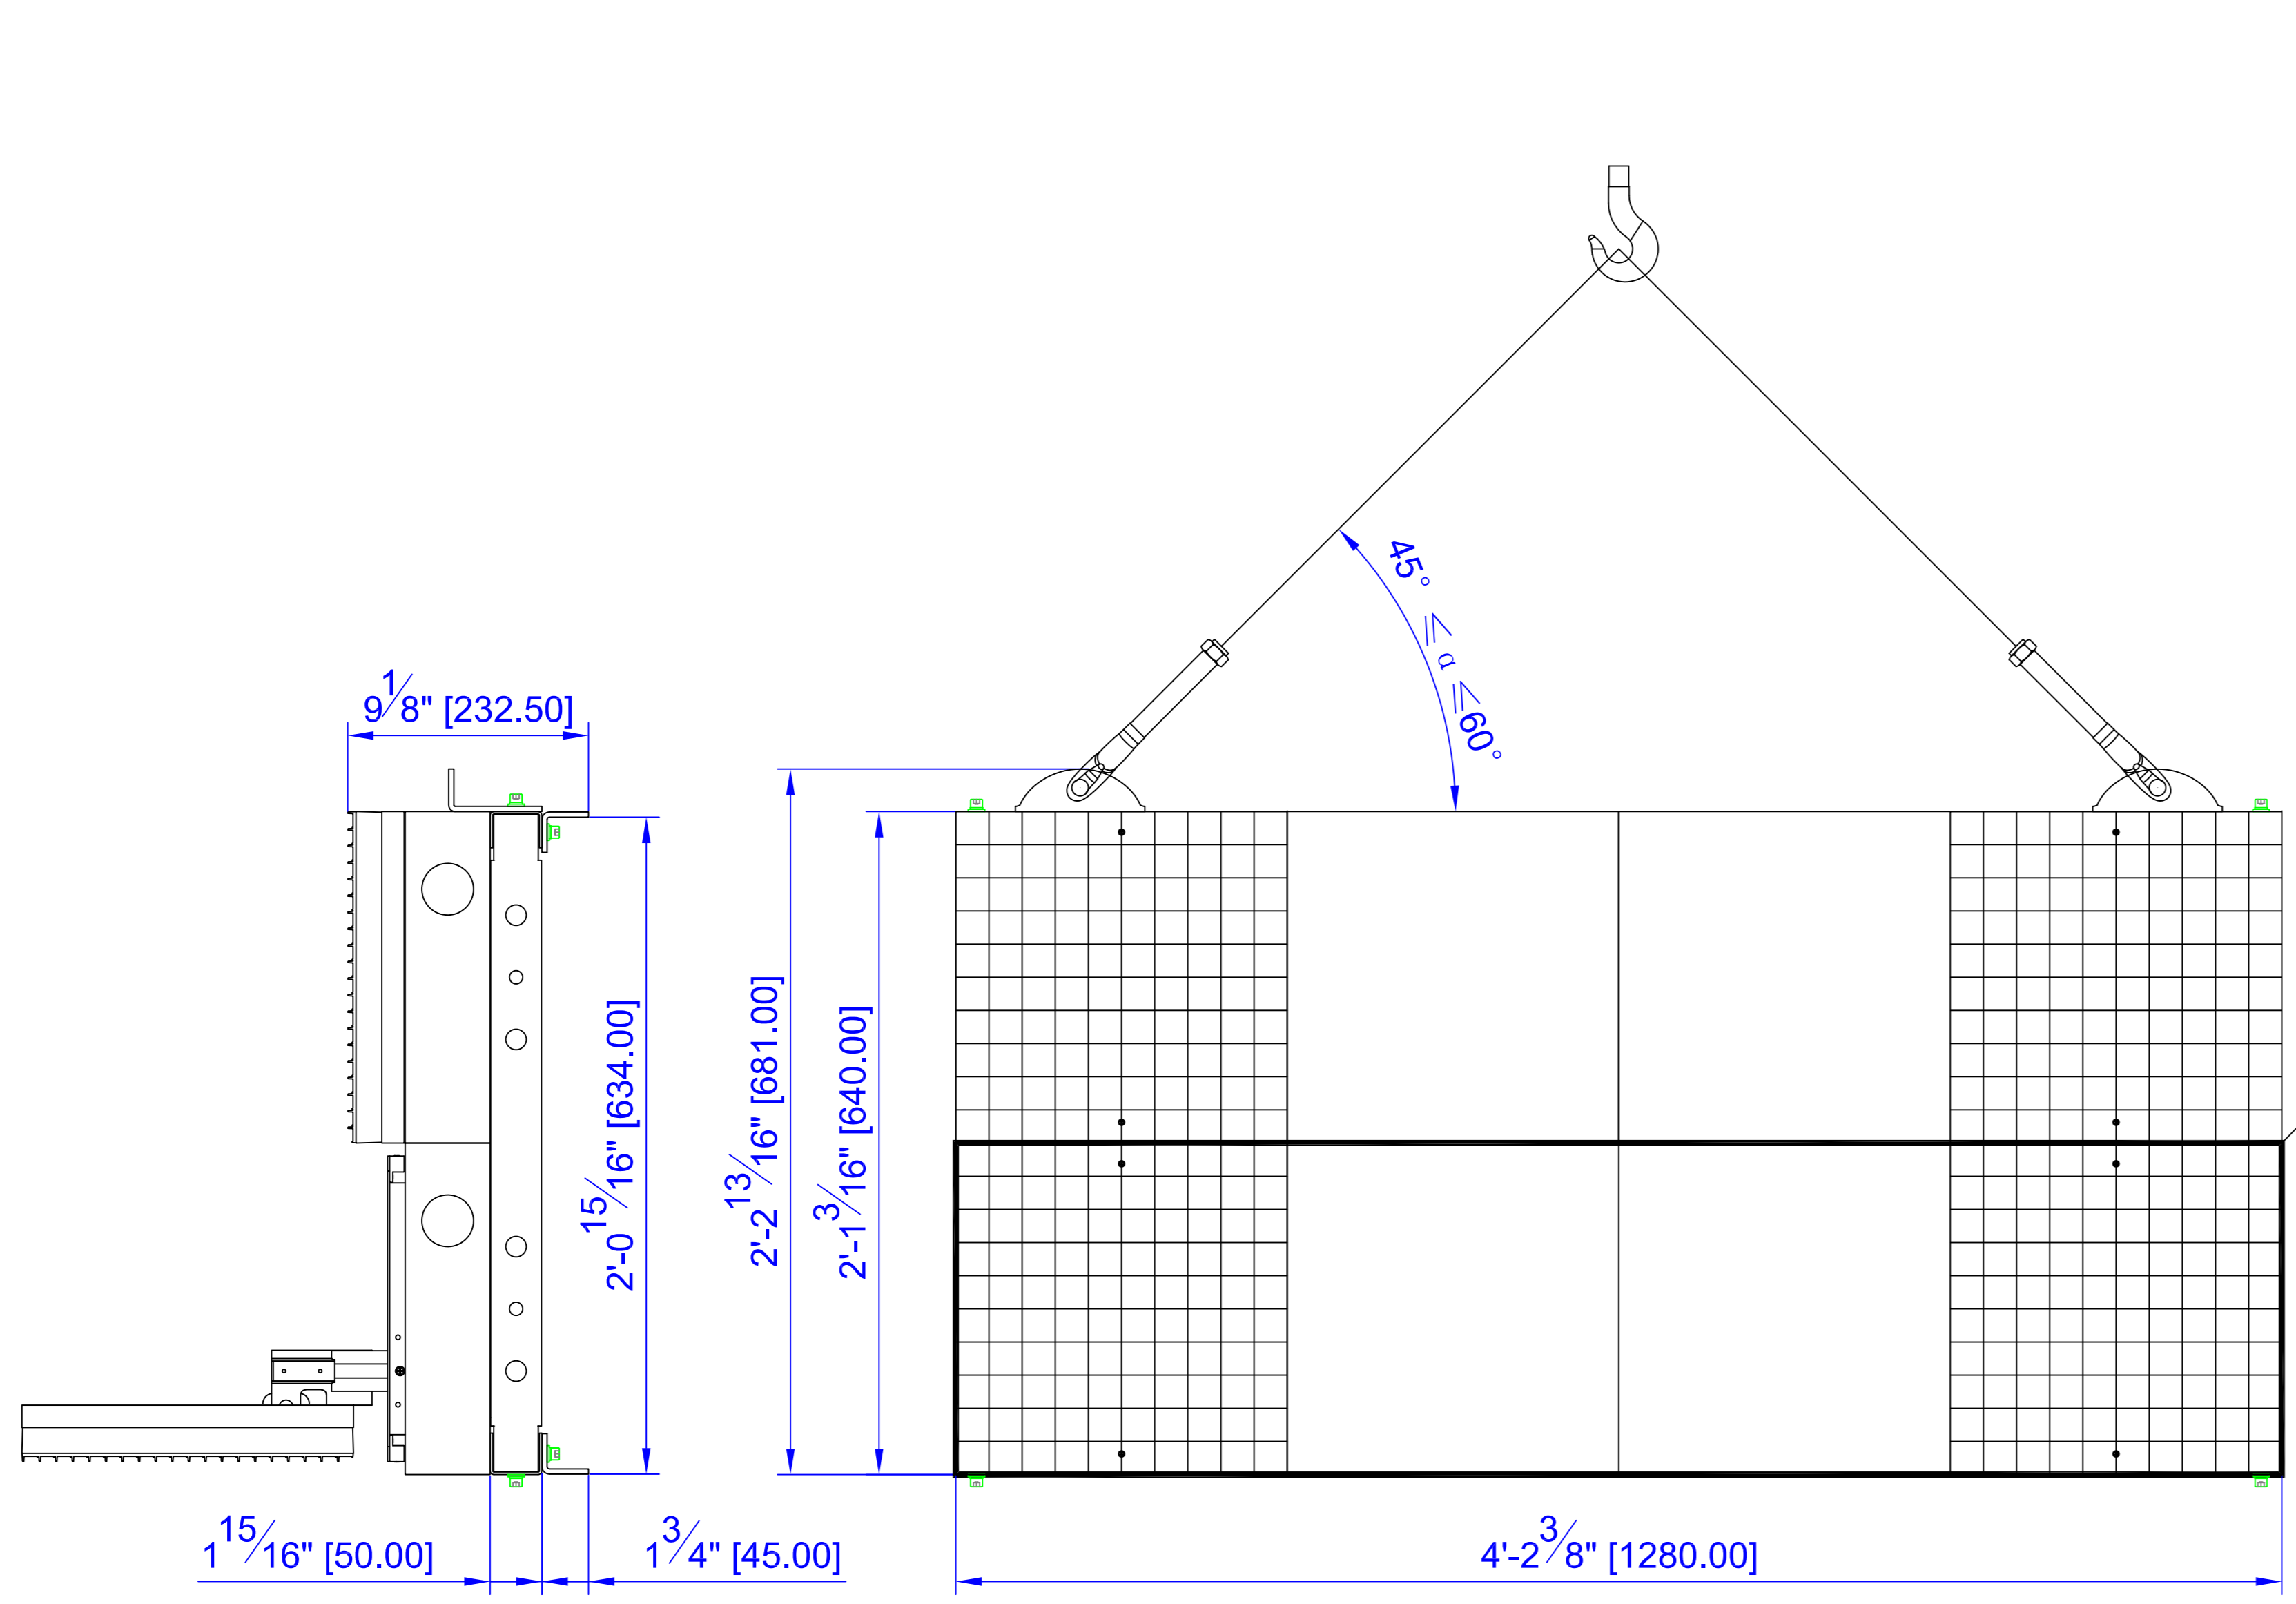 45° ≤ α ≤60°
9 1/8" [232.50]
2'-0 15/16" [634.00]
2'-2 13/16" [681.00]
2'-1 3/16" [640.00]
1 15/16" [50.00]
1 3/4" [45.00]
4'-2 3/8" [1280.00]